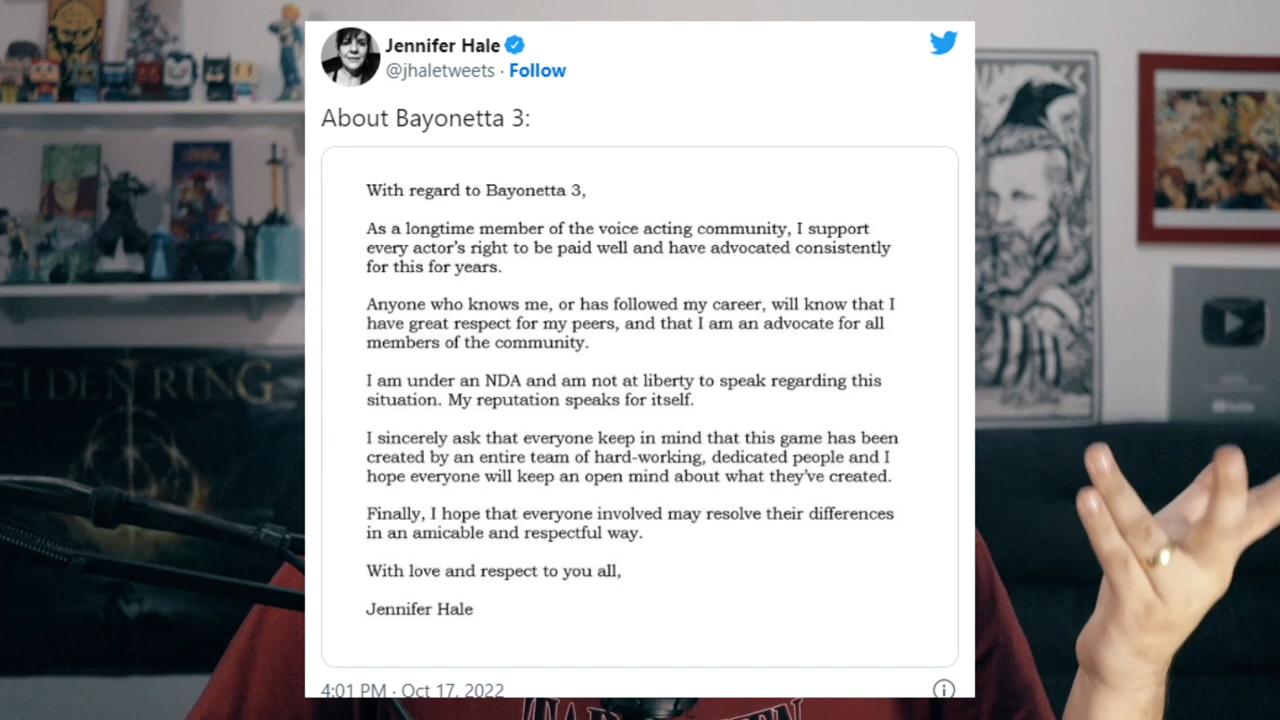 Jennifer Hale
@jhaletweets · Follow
About Bayonetta 3:
With regard to Bayonetta 3,
As a longtime member of the voice acting community, I support
every actor's right to be paid well and have advocated consistently
for this for years.
Anyone who knows me, or has followed my career, will know that I
have great respect for my peers, and that I am an advocate for all
members of the community.
I am under an NDA and am not at liberty to speak regarding this
situation. My reputation speaks for itself.
I sincerely ask that everyone keep in mind that this game has been
created by an entire team of hard-working, dedicated people and I
hope everyone will keep an open mind about what they've created.
Finally, I hope that everyone involved may resolve their differences
in an amicable and respectful way.
With love and respect to you all,
Jennifer Hale
4:01 PM · Oct 17, 2022
ELDEN RING